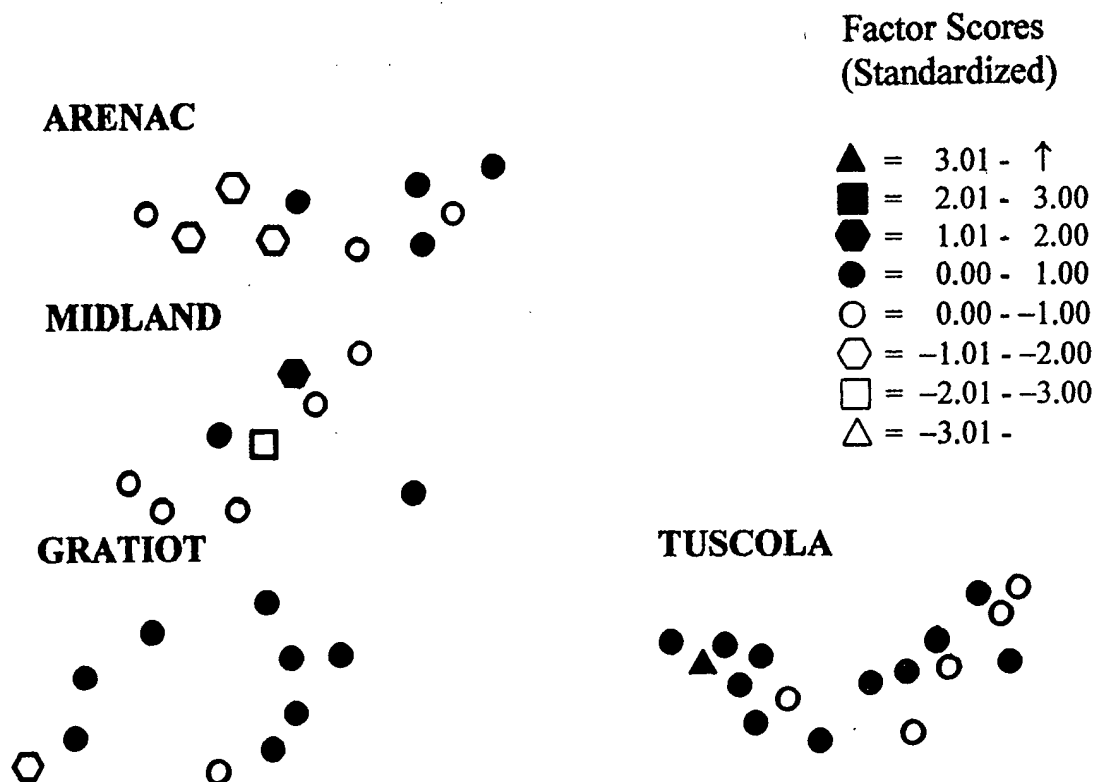 Factor Scores
(Standardized)
ARENAC
▲ = 3.01 - ↑
■ = 2.01 - 3.00
⬢ = 1.01 - 2.00
● = 0.00 - 1.00
○ = 0.00 - –1.00
⬡ = –1.01 - –2.00
□ = –2.01 - –3.00
△ = –3.01 -
MIDLAND
GRATIOT
TUSCOLA